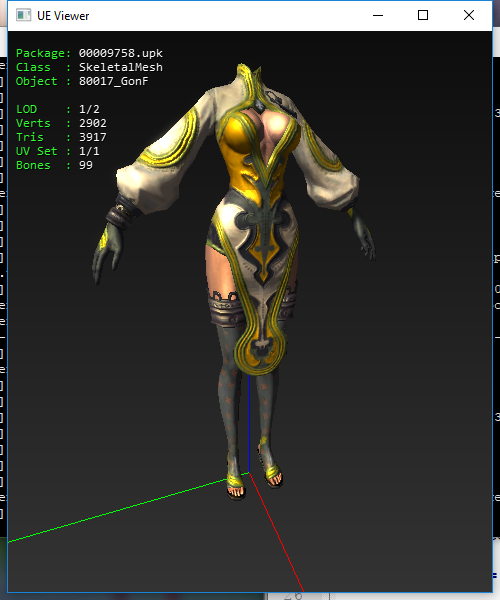 UE Viewer
Package: 00009758.upk
Class : SkeletalMesh
Object : 80017_GonF
LOD : 1/2
Verts : 2902
Tris : 3917
UV Set : 1/1
Bones : 99